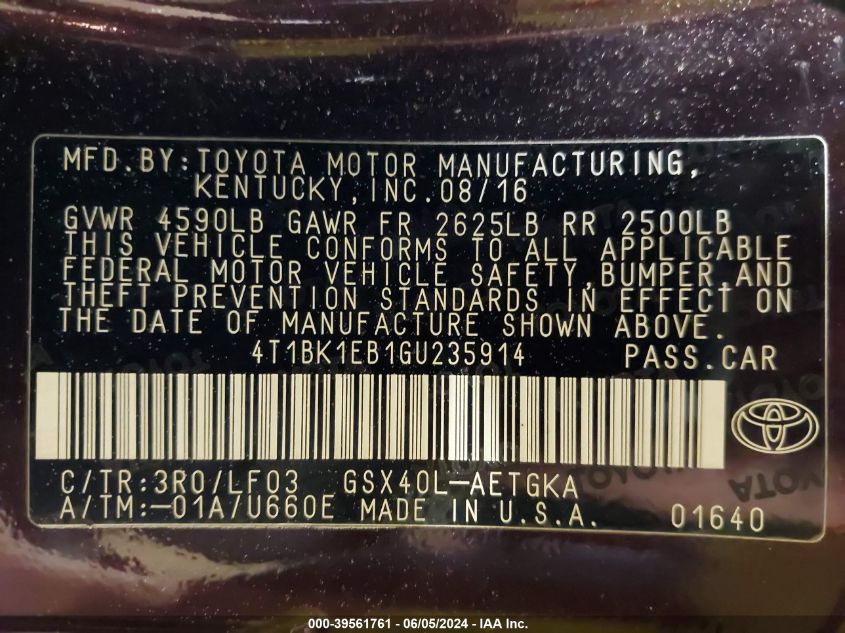 MFD.BY:TOYOTA MOTOR MANUFACTURING,
KENTUCKY,INC.08/16
GVWR 4590LB GAWR FR 2625LB RR 2500LB
THIS VEHICLE CONFORMS TO ALL APPLICABLE
FEDERAL MOTOR VEHICLE SAFETY,BUMPER,AND
THEFT PREVENTION STANDARDS IN EFFECT ON
THE DATE OF MANUFACTURE SHOWN ABOVE.
4T1BK1EB1GU235914 PASS.CAR
C/TR:3R0/LF03 GSX40L-AETGKA
A/TM:-01A/U660E MADE IN U.S.A. 01640
000-39561761 - 06/05/2024 - IAA Inc.